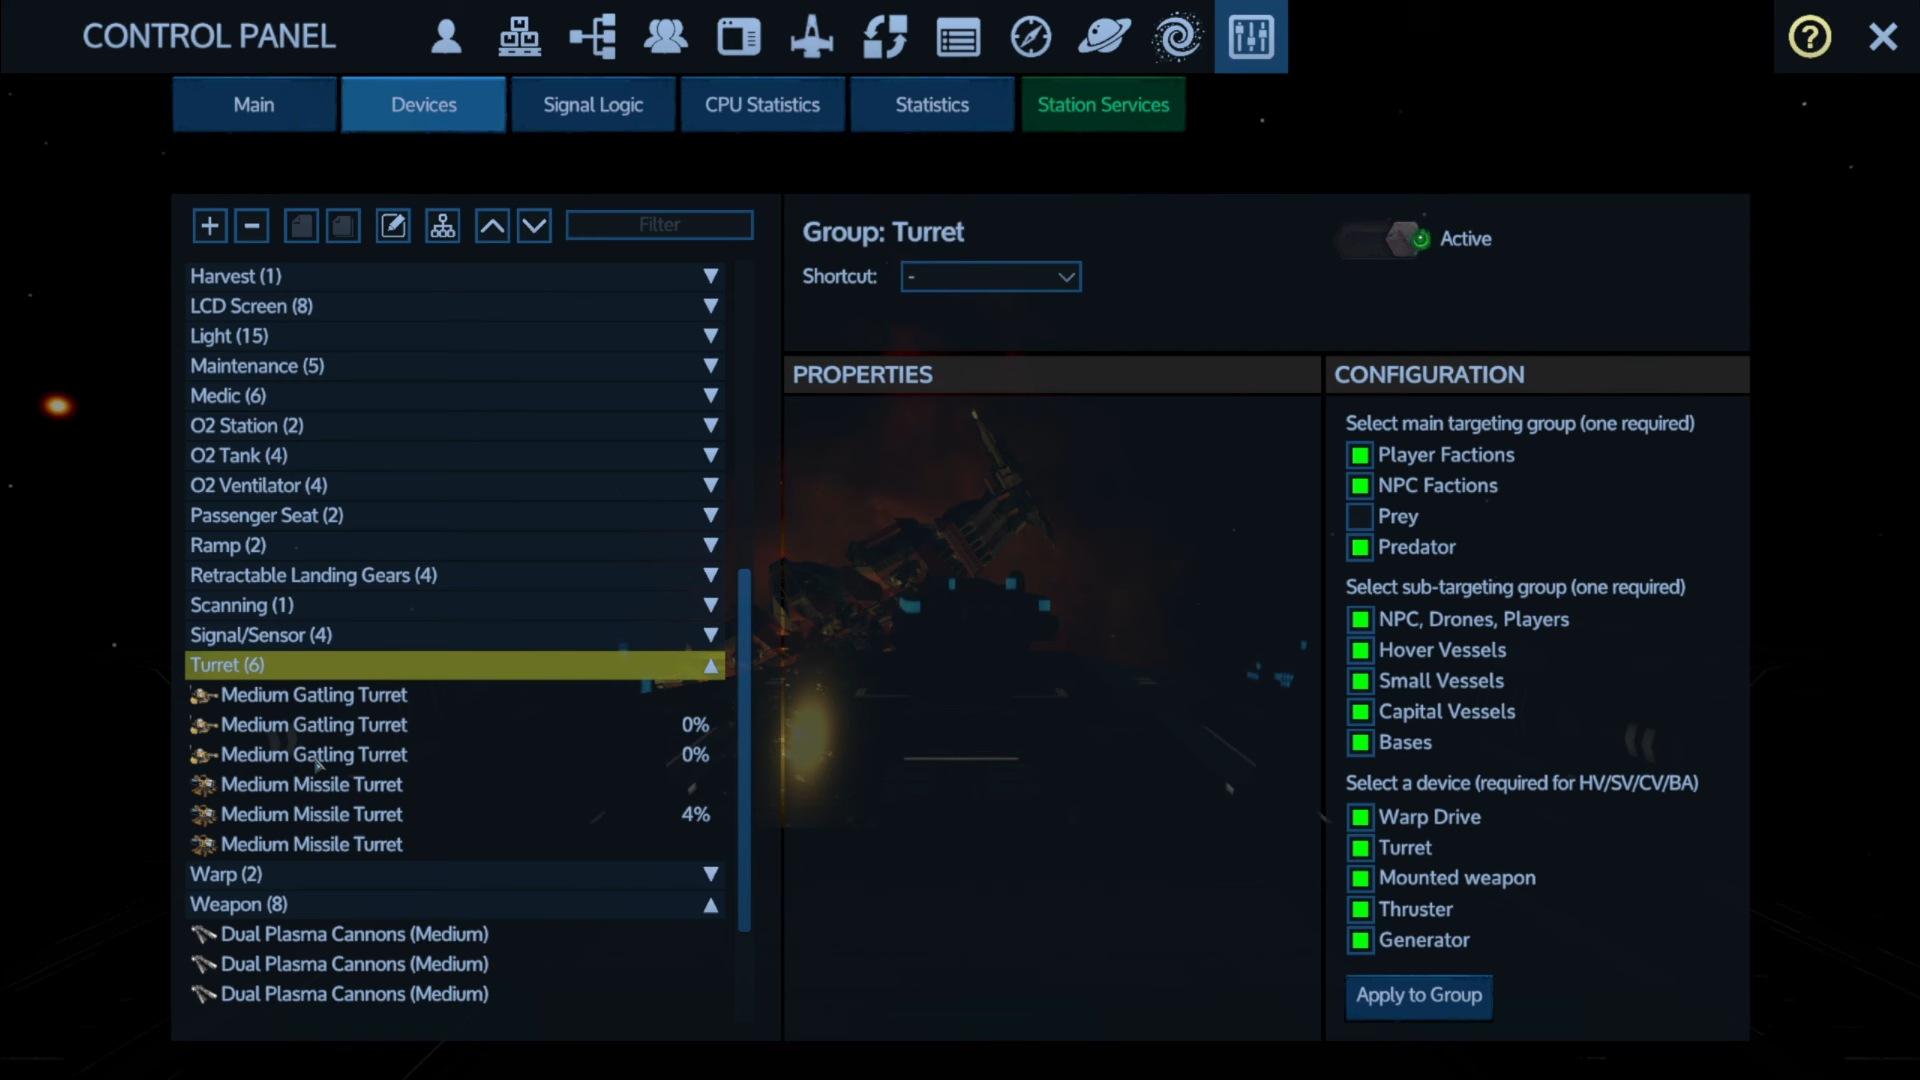 CONTROL PANEL
?
Main
Devices
Signal Logic
CPU Statistics
Statistics
Station Services
Filter
Harvest (1)
LCD Screen (8)
Light (15)
Maintenance (5)
Medic (6)
O2 Station (2)
O2 Tank (4)
O2 Ventilator (4)
Passenger Seat (2)
Ramp (2)
Retractable Landing Gears (4)
Scanning (1)
Signal/Sensor (4)
Turret (6)
Medium Gatling Turret
Medium Gatling Turret 0%
Medium Gatling Turret 0%
Medium Missile Turret
Medium Missile Turret 4%
Medium Missile Turret
Warp (2)
Weapon (8)
Dual Plasma Cannons (Medium)
Dual Plasma Cannons (Medium)
Dual Plasma Cannons (Medium)
Group: Turret
Active
Shortcut: -
PROPERTIES
CONFIGURATION
Select main targeting group (one required)
Player Factions
NPC Factions
Prey
Predator
Select sub-targeting group (one required)
NPC, Drones, Players
Hover Vessels
Small Vessels
Capital Vessels
Bases
Select a device (required for HV/SV/CV/BA)
Warp Drive
Turret
Mounted weapon
Thruster
Generator
Apply to Group